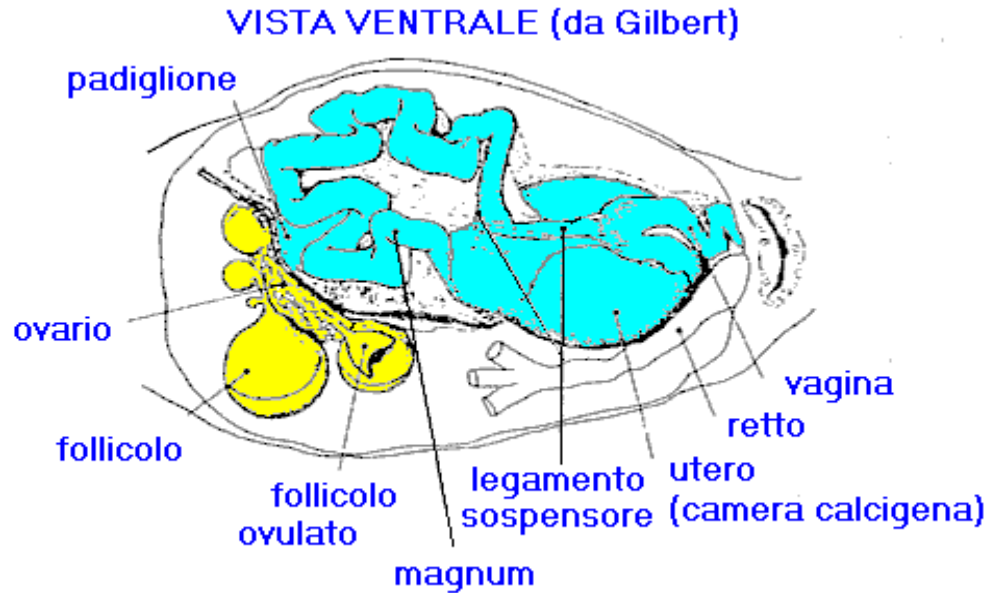 VISTA VENTRALE (da Gilbert)
padiglione
ovario
follicolo
follicolo
ovulato
magnum
legamento
sospensore
utero
(camera calcigena)
retto
vagina